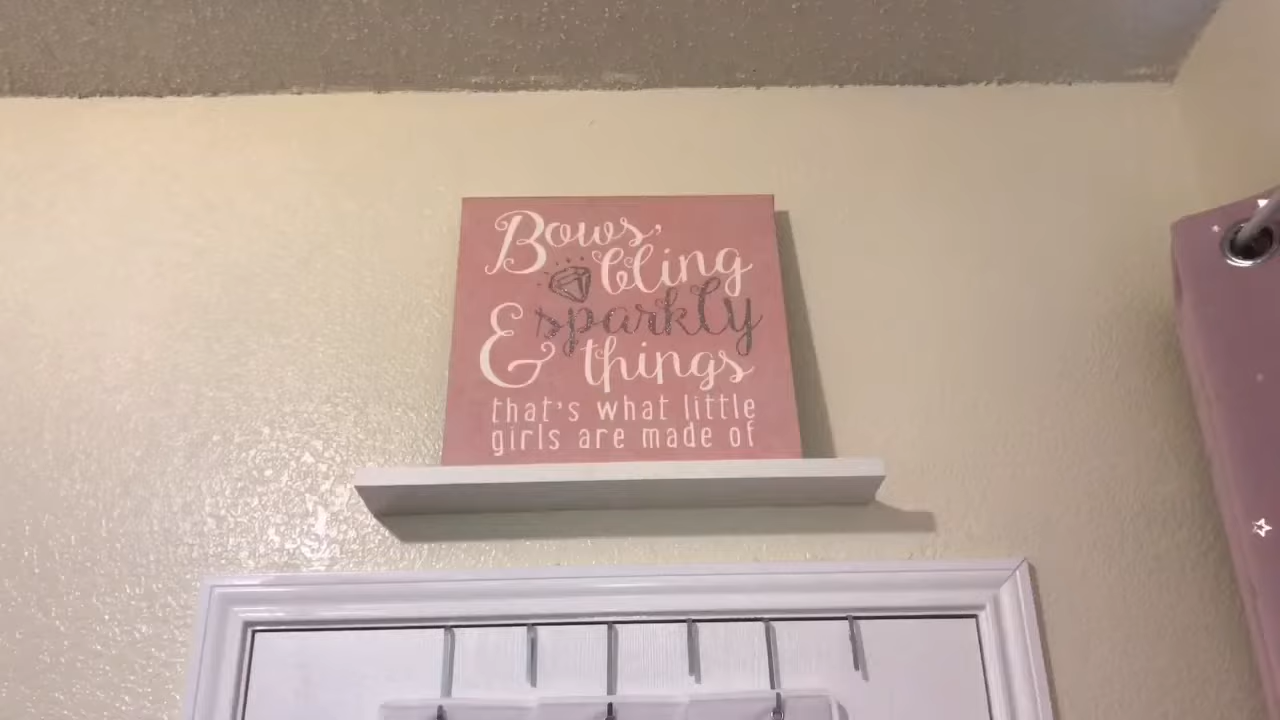 Bows,
bling
sparkly
& things
that's what little
girls are made of